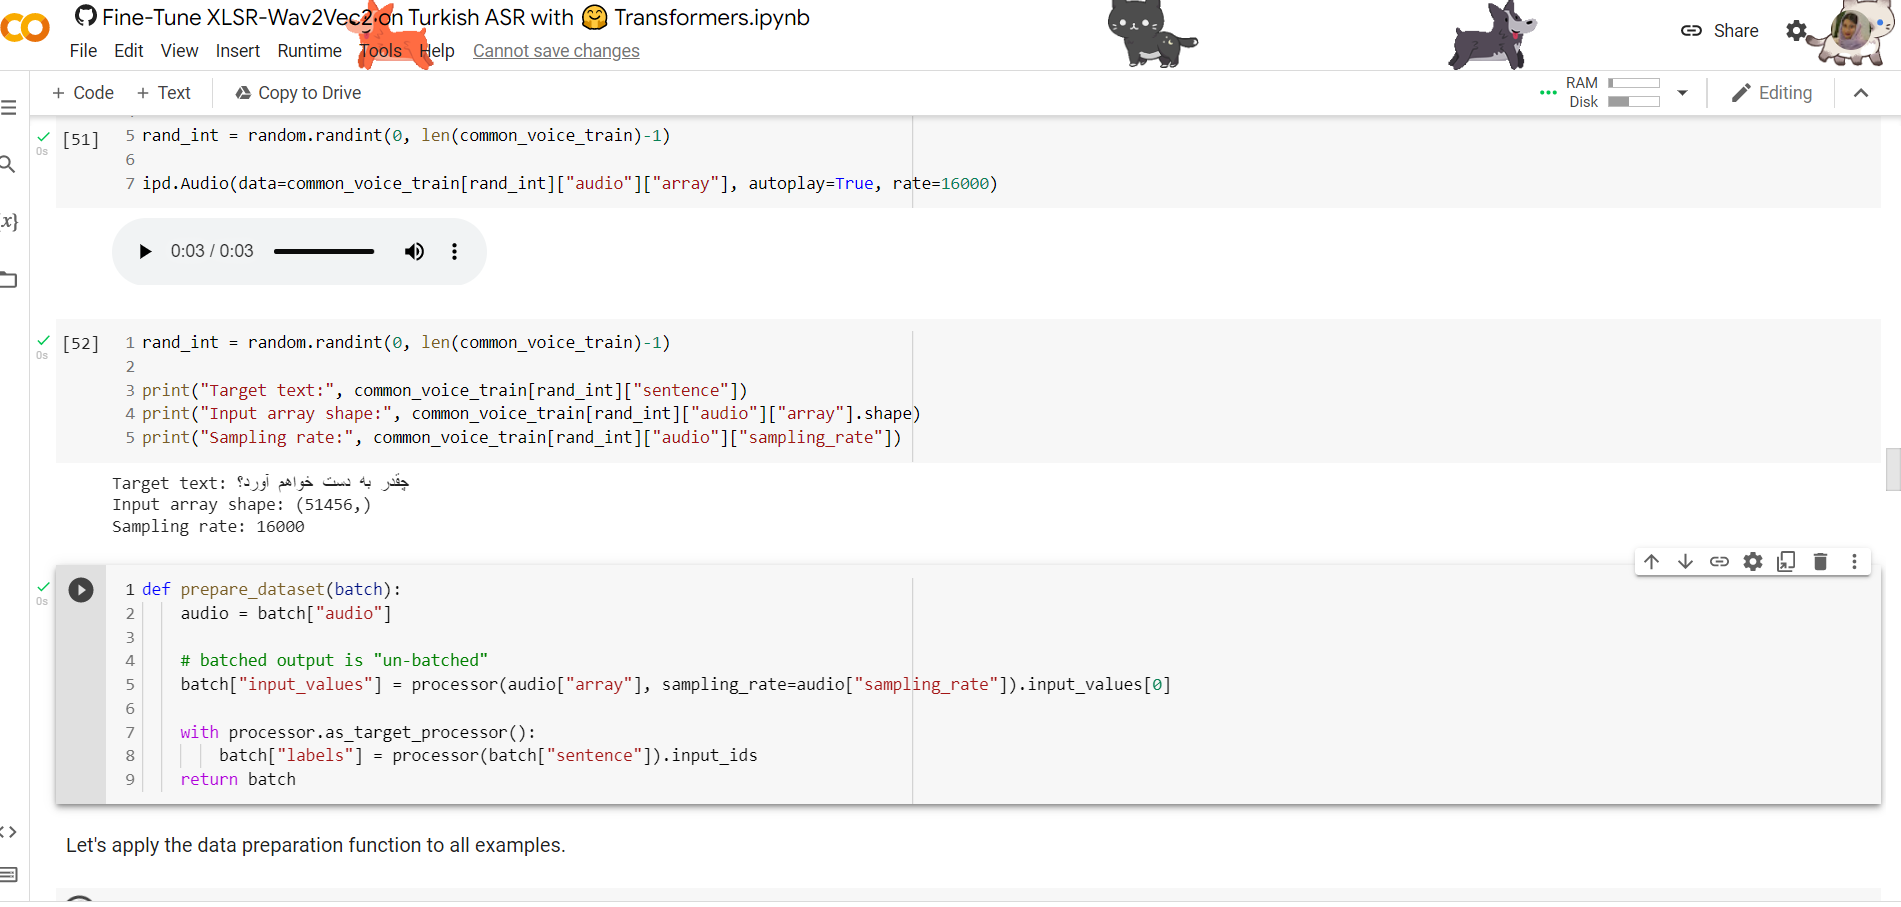 Fine-Tune XLSR-Wav2Vec2 on Turkish ASR with 🤗 Transformers.ipynb
File Edit View Insert Runtime Tools Help Cannot save changes
Share
+ Code + Text Copy to Drive
RAM
Disk
Editing
[51]
0s
5 rand_int = random.randint(0, len(common_voice_train)-1)
6
7 ipd.Audio(data=common_voice_train[rand_int]["audio"]["array"], autoplay=True, rate=16000)
{x}
0:03 / 0:03
[52]
0s
1 rand_int = random.randint(0, len(common_voice_train)-1)
2
3 print("Target text:", common_voice_train[rand_int]["sentence"])
4 print("Input array shape:", common_voice_train[rand_int]["audio"]["array"].shape)
5 print("Sampling rate:", common_voice_train[rand_int]["audio"]["sampling_rate"])
Target text: چقدر به دست خواهم آورد؟
Input array shape: (51456,)
Sampling rate: 16000
0s
1 def prepare_dataset(batch):
2 audio = batch["audio"]
3
4 # batched output is "un-batched"
5 batch["input_values"] = processor(audio["array"], sampling_rate=audio["sampling_rate"]).input_values[0]
6
7 with processor.as_target_processor():
8 batch["labels"] = processor(batch["sentence"]).input_ids
9 return batch
Let's apply the data preparation function to all examples.